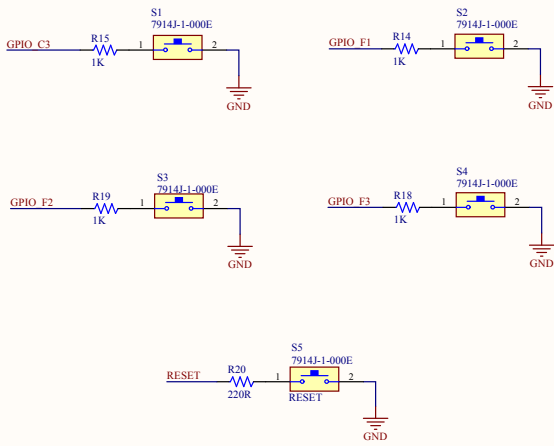 S1
7914J-1-000E
GPIO_C3
R15
1K
1
2
GND
S2
7914J-1-000E
GPIO_F1
R14
1K
1
2
GND
S3
7914J-1-000E
GPIO_F2
R19
1K
1
2
GND
S4
7914J-1-000E
GPIO_F3
R18
1K
1
2
GND
S5
7914J-1-000E
RESET
R20
220R
1
2
RESET
GND